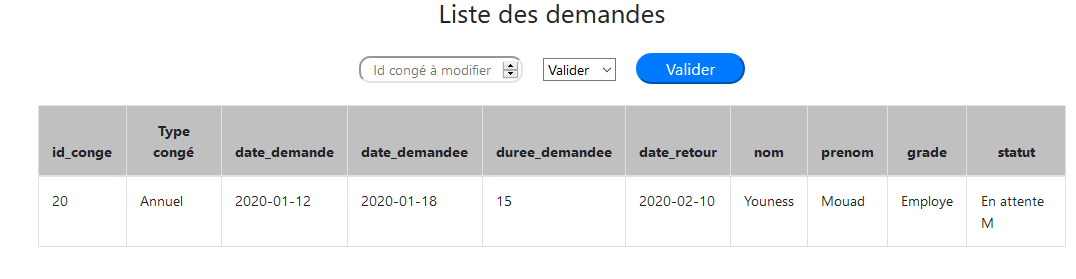 Liste des demandes
Id congé à modifier Valider Valider
Type
id_conge congé date_demande date_demandee duree_demandee date_retour nom prenom grade statut
20 Annuel 2020-01-12 2020-01-18 15 2020-02-10 Youness Mouad Employe En attente
M